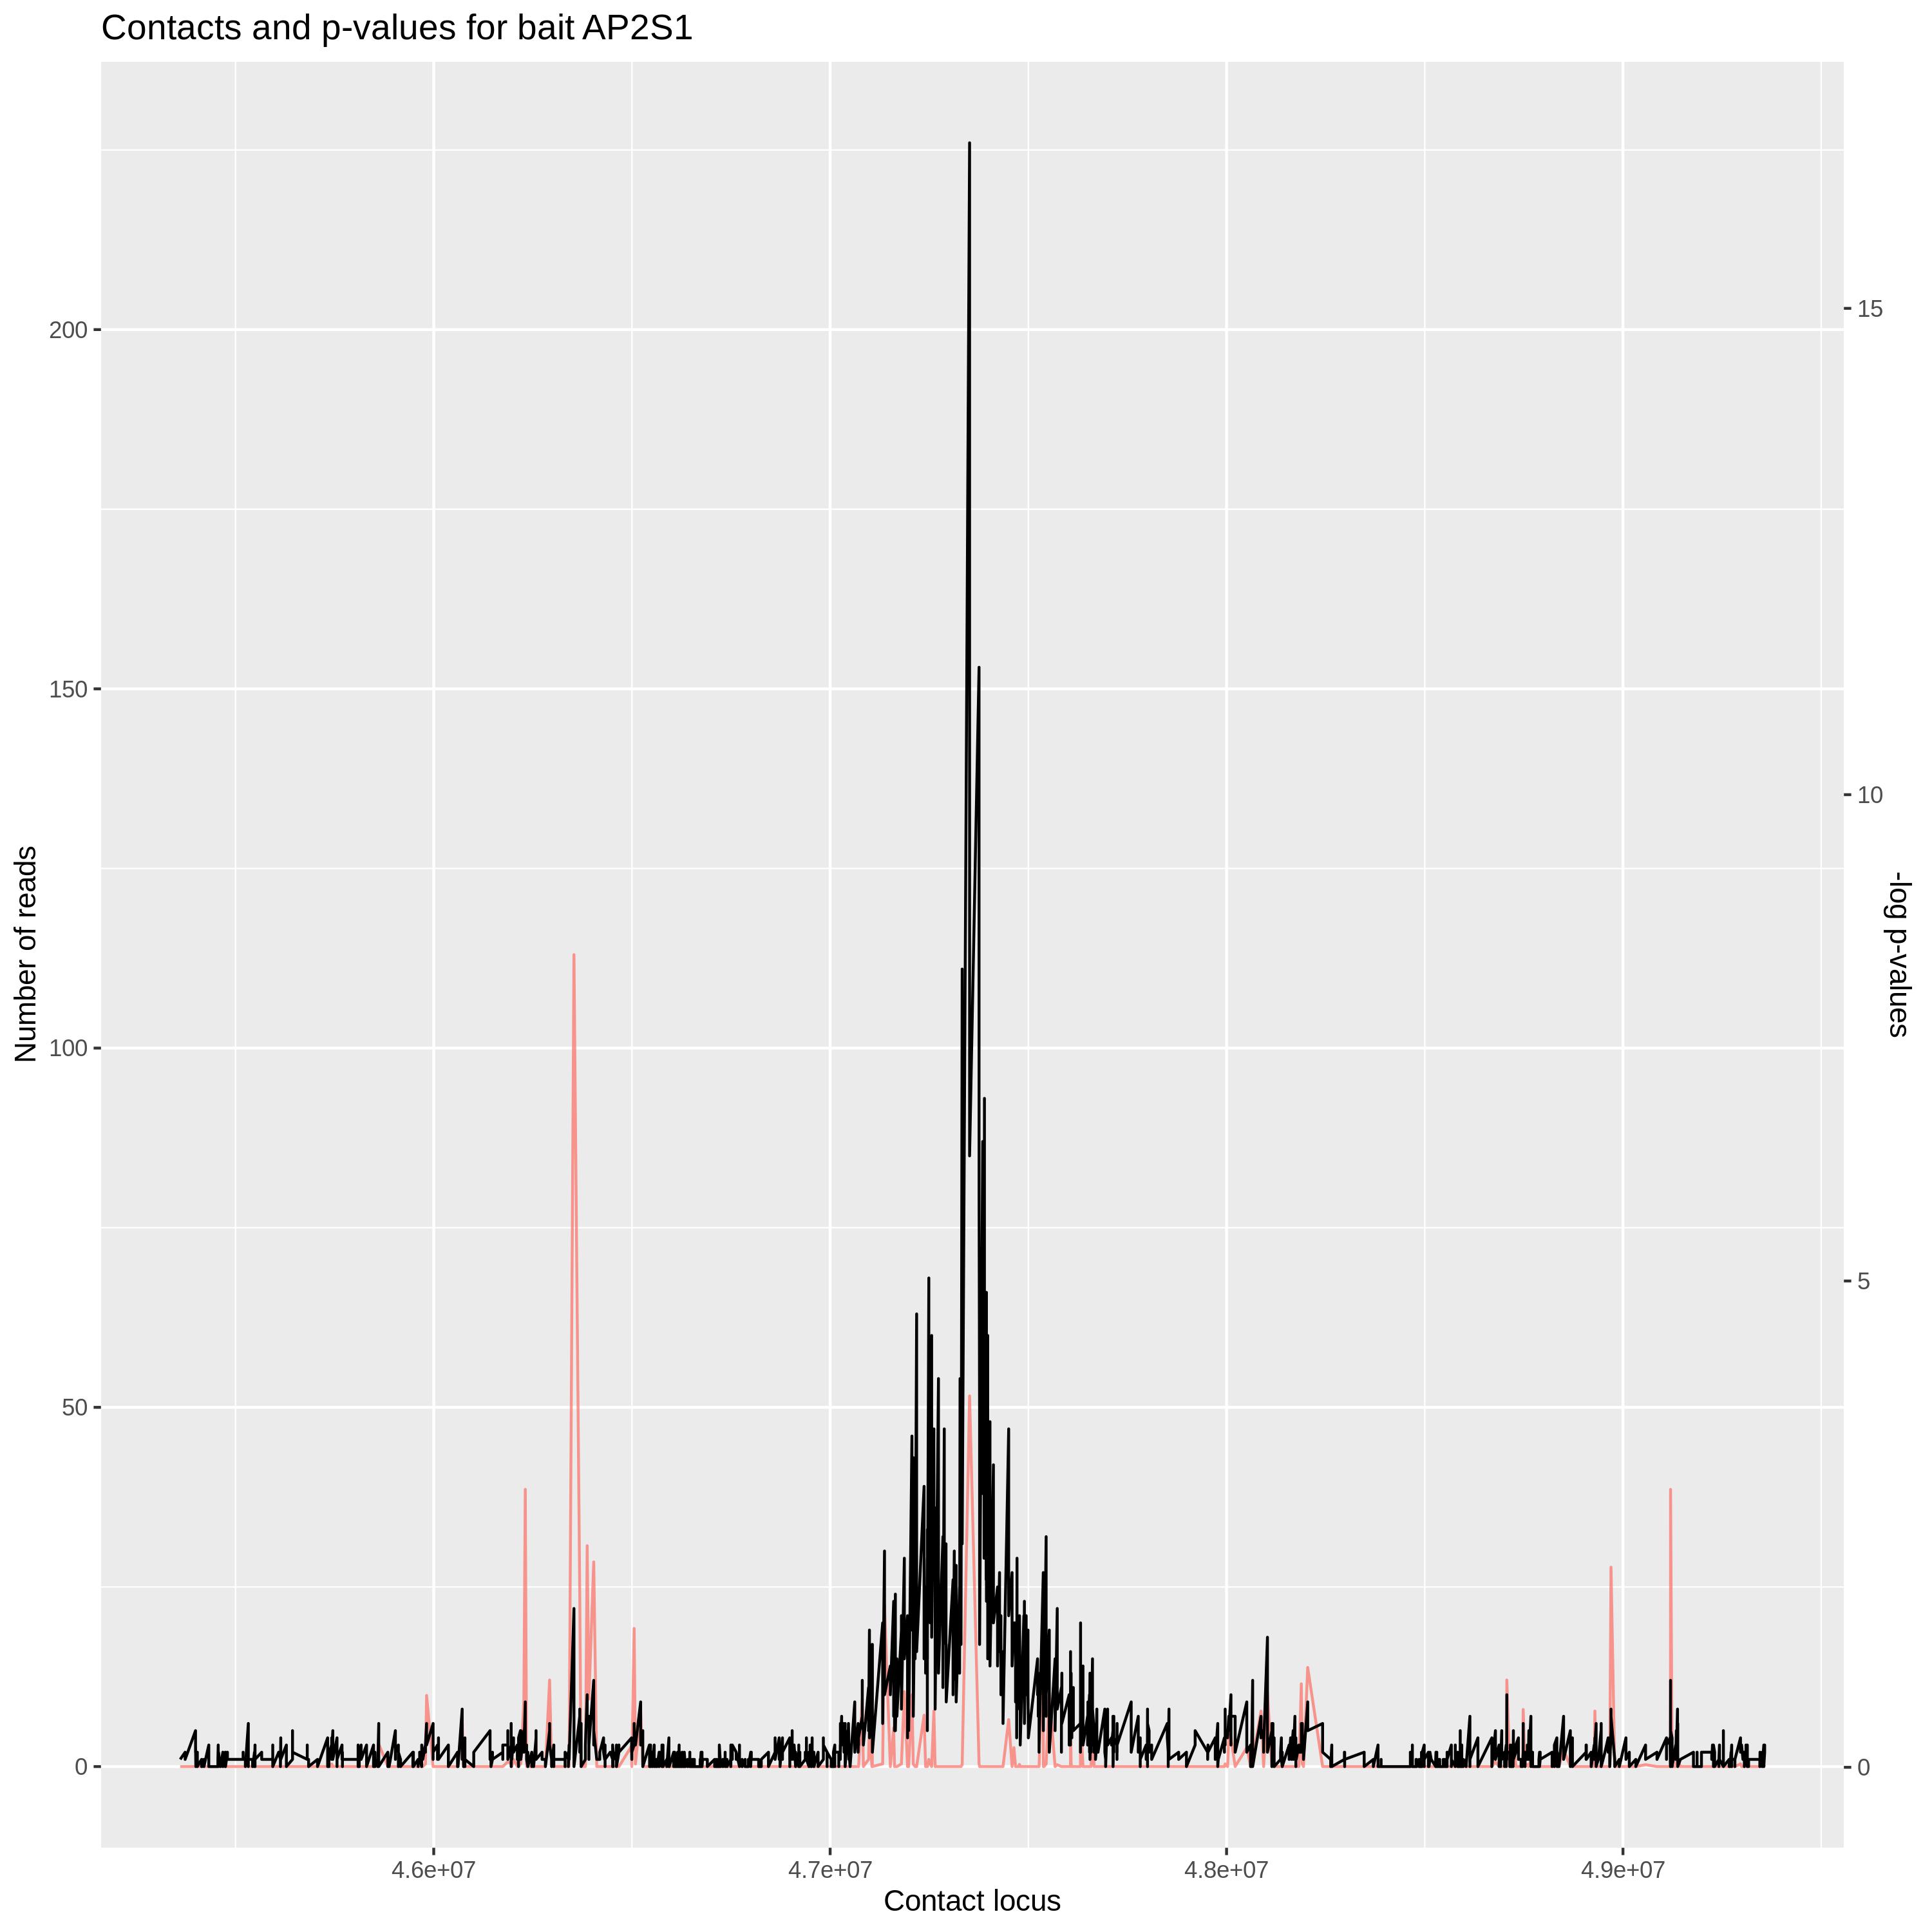 Contacts and p-values for bait AP2S1
Number of reads
200
150
100
50
0
15
10
5
0
-log p-values
4.6e+07
4.7e+07
4.8e+07
4.9e+07
Contact locus